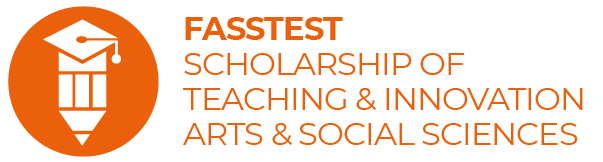 FASSTEST
SCHOLARSHIP OF
TEACHING & INNOVATION
ARTS & SOCIAL SCIENCES